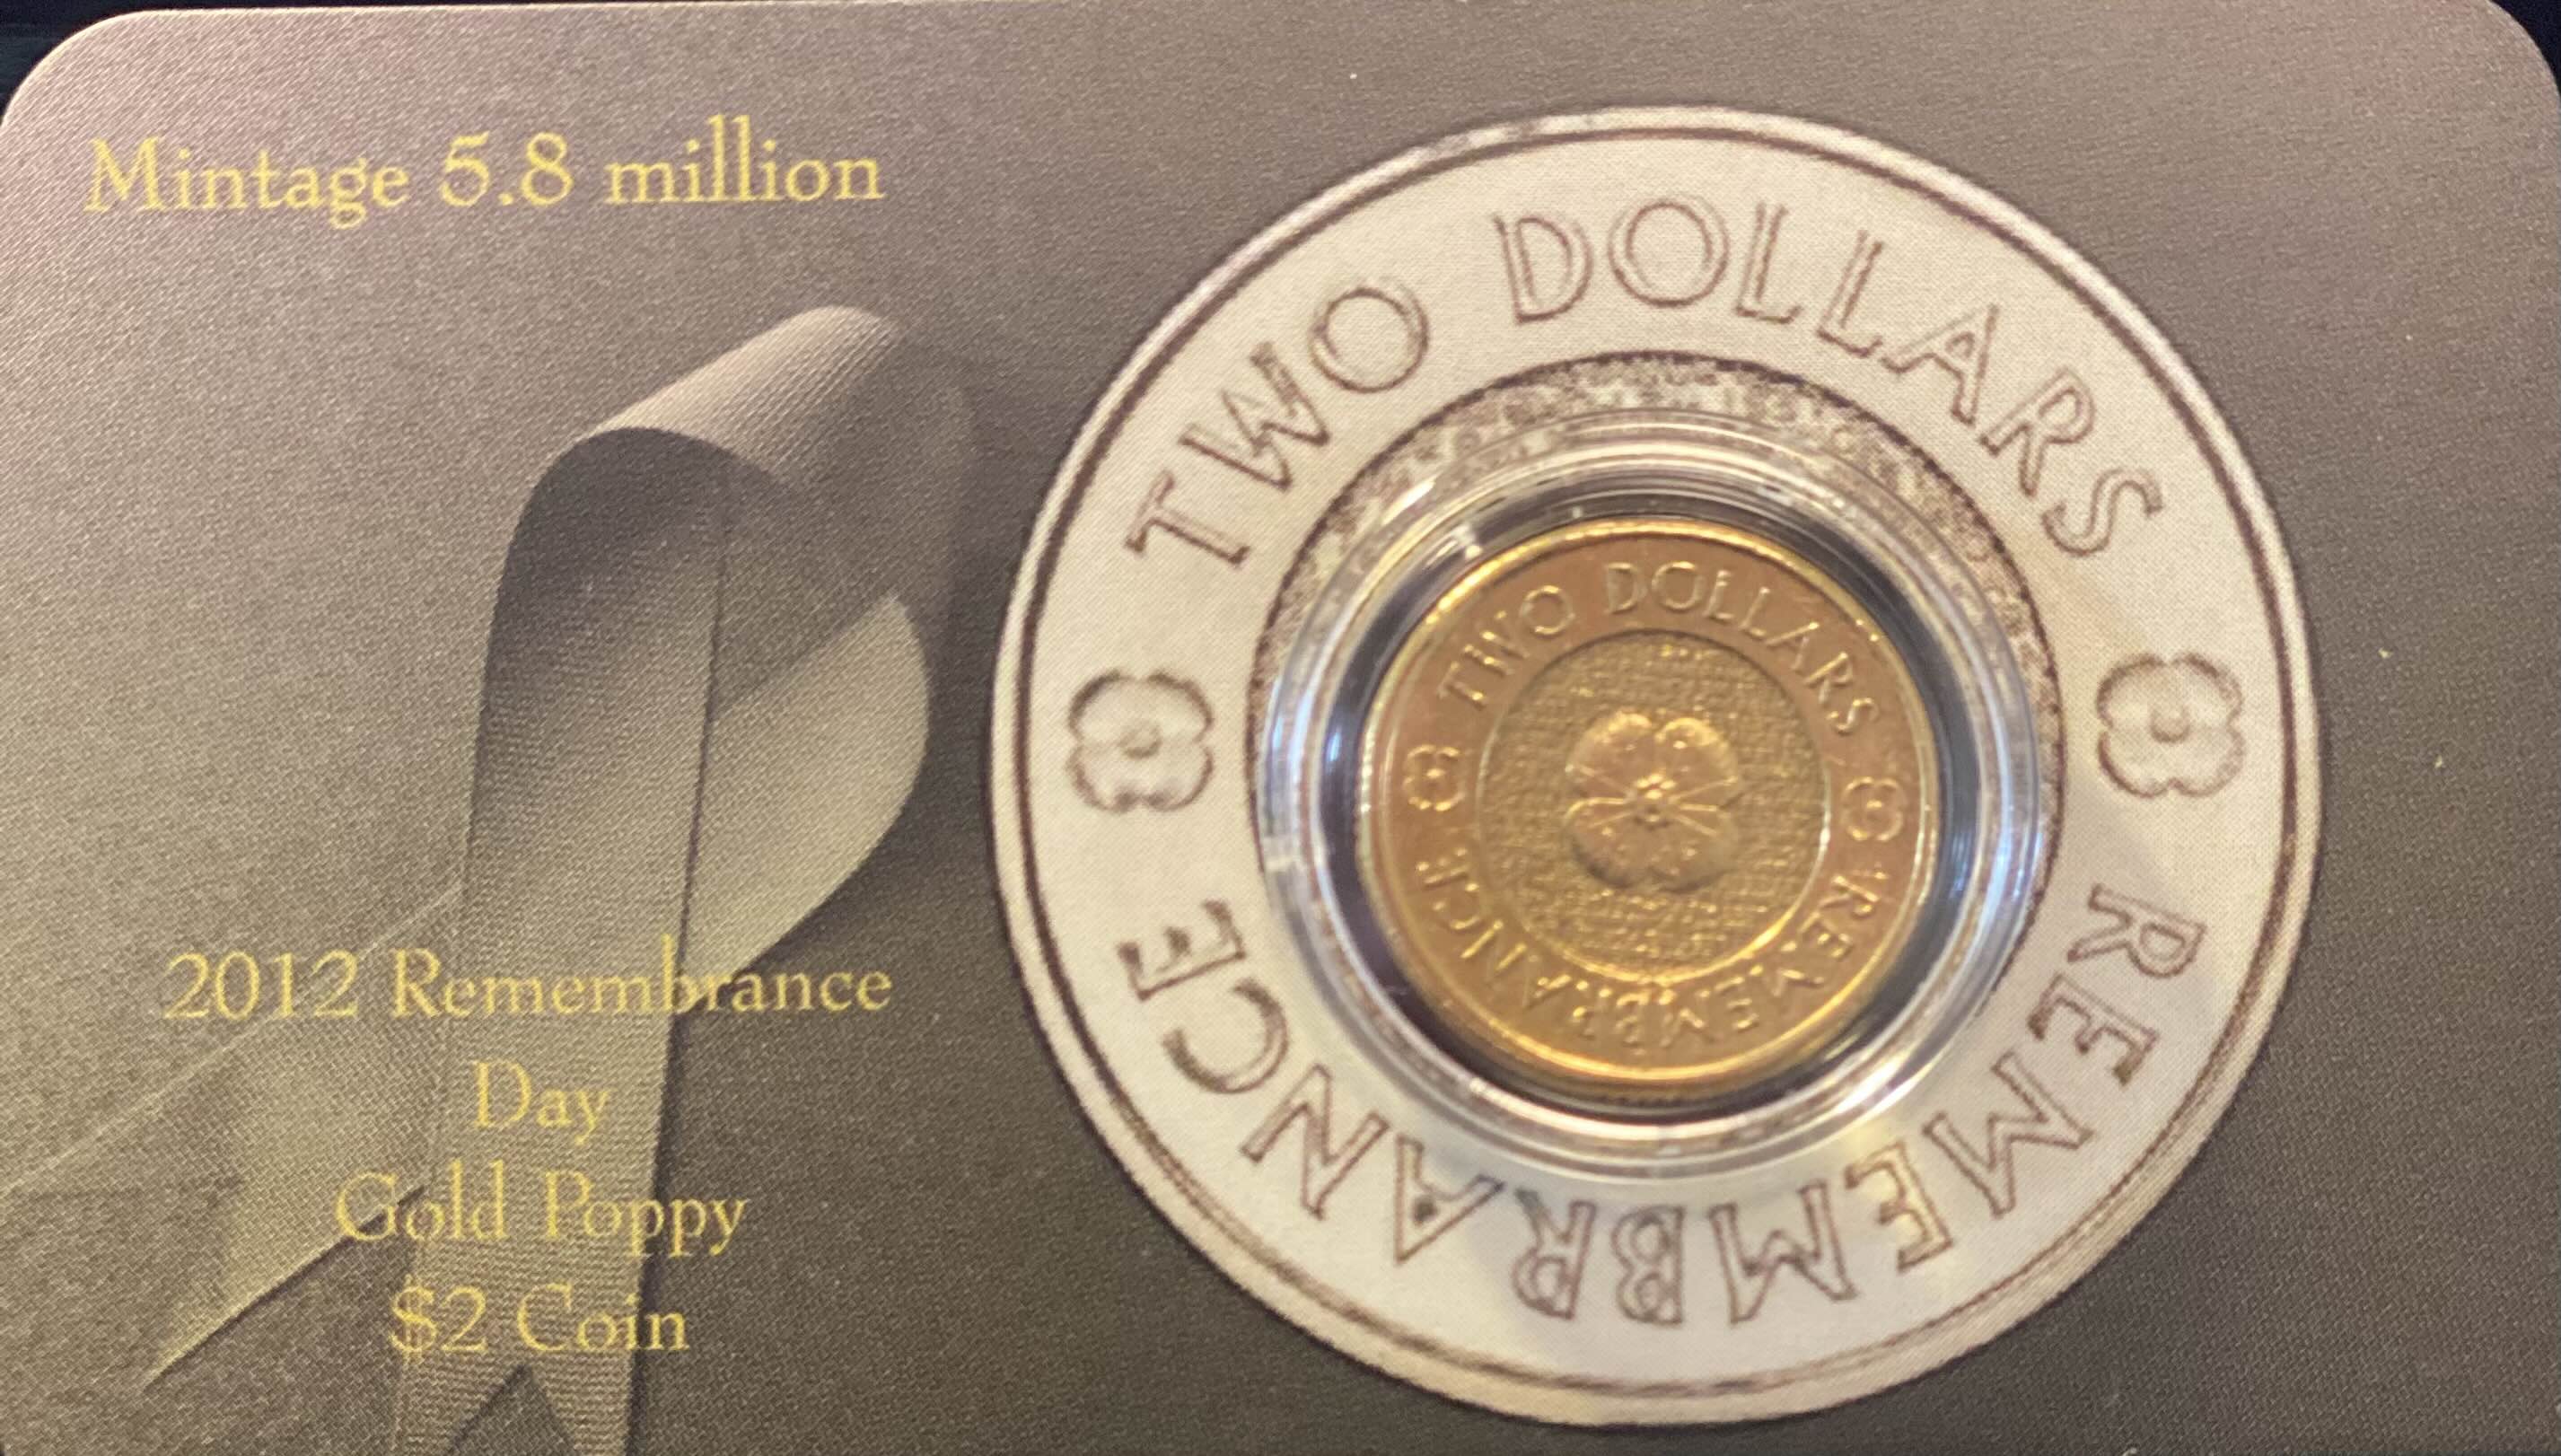 Mintage 5.8 million
2012 Remembrance
Day
Gold Poppy
$2 Coin
TWO DOLLARS
REMEMBRANCE
TWO DOLLARS
REMEMBRANCE